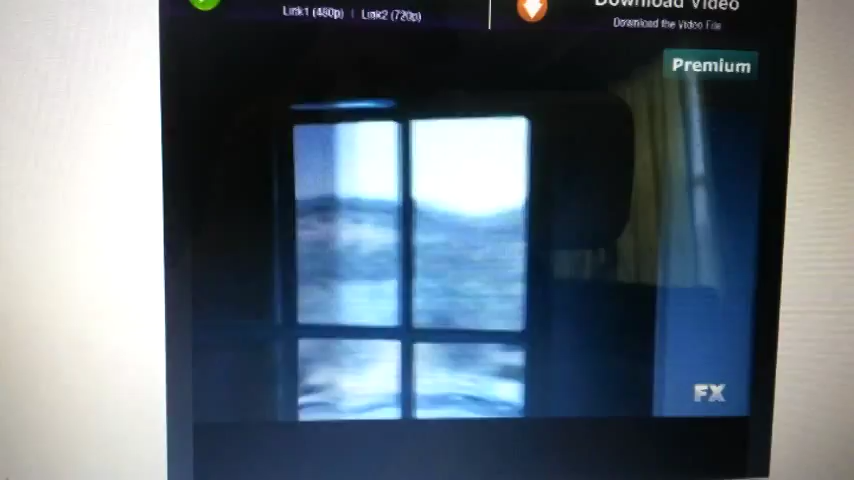 Download Video
Link1 (480p) | Link2 (720p)
Download the Video File
Premium
FX